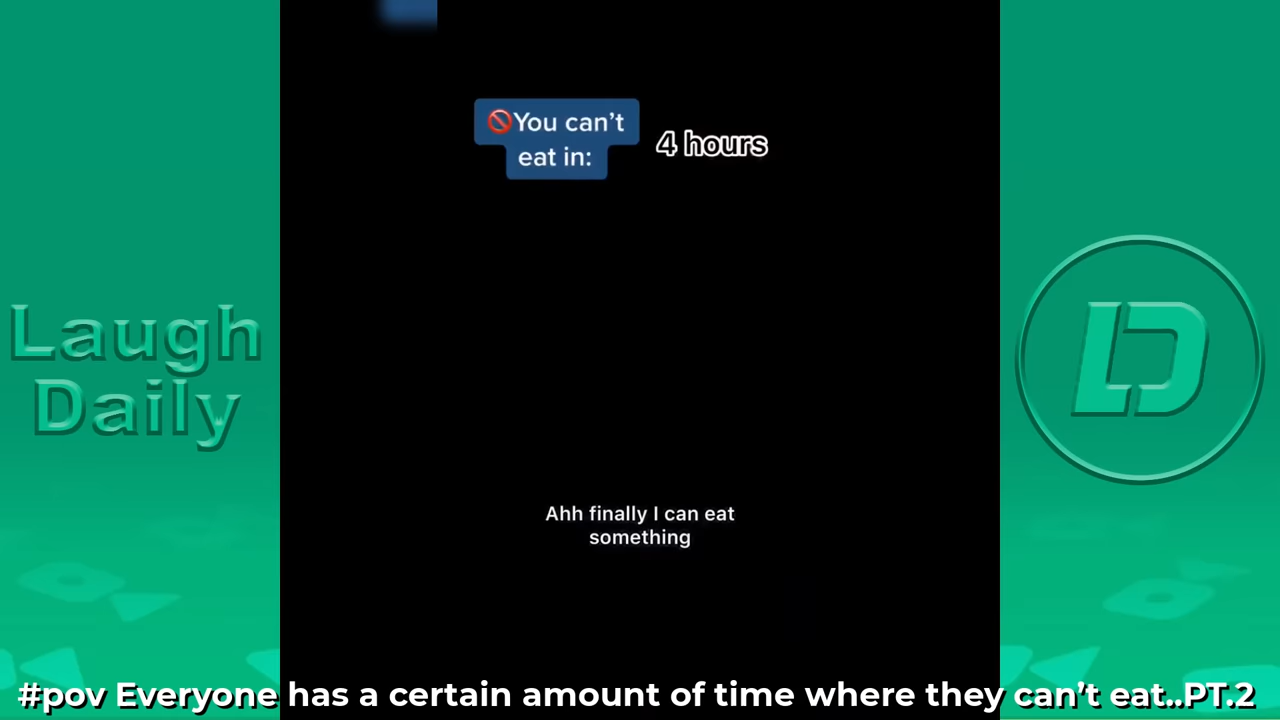 🚫You can't
eat in:
4 hours
Laugh
Daily
LD
Ahh finally I can eat
something
#pov Everyone has a certain amount of time where they can't eat..PT.2